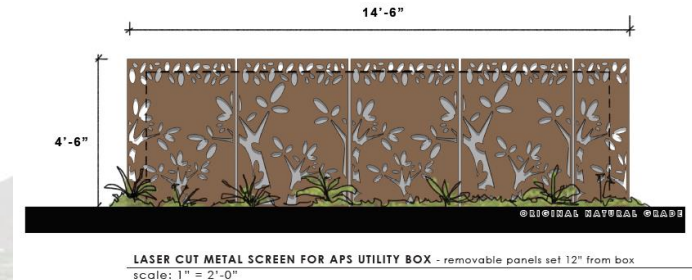 14'-6"
4'-6"
ORIGINAL NATURAL GRADE
LASER CUT METAL SCREEN FOR APS UTILITY BOX - removable panels set 12" from box
scale: 1" = 2'-0"